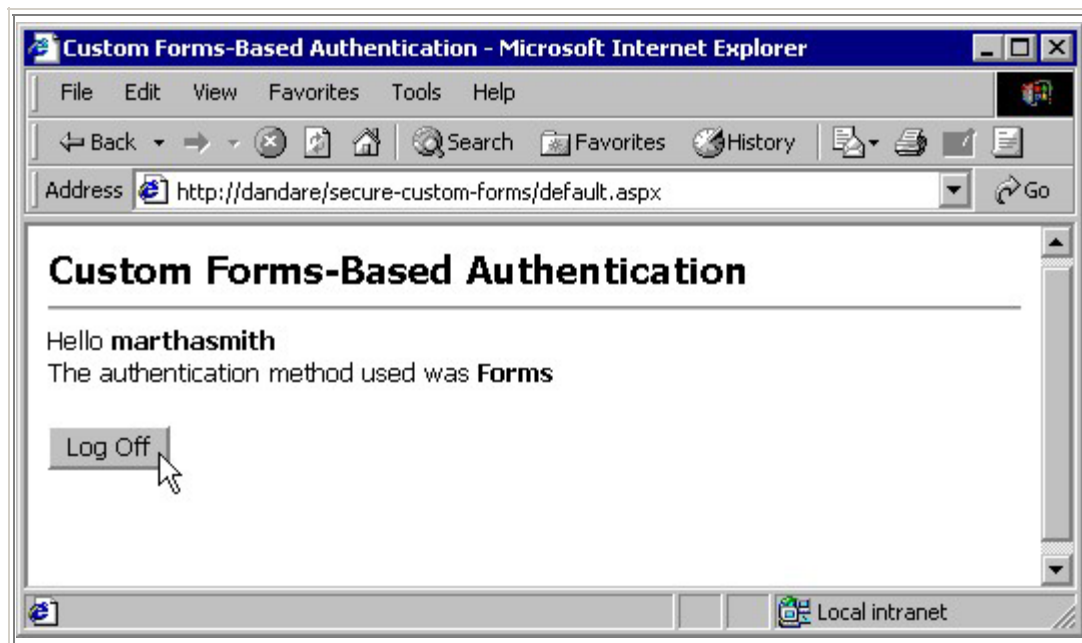 Custom Forms-Based Authentication - Microsoft Internet Explorer
File Edit View Favorites Tools Help
Back Search Favorites History
Address http://dandare/secure-custom-forms/default.aspx Go
Custom Forms-Based Authentication
Hello marthasmith
The authentication method used was Forms
Log Off
Local intranet